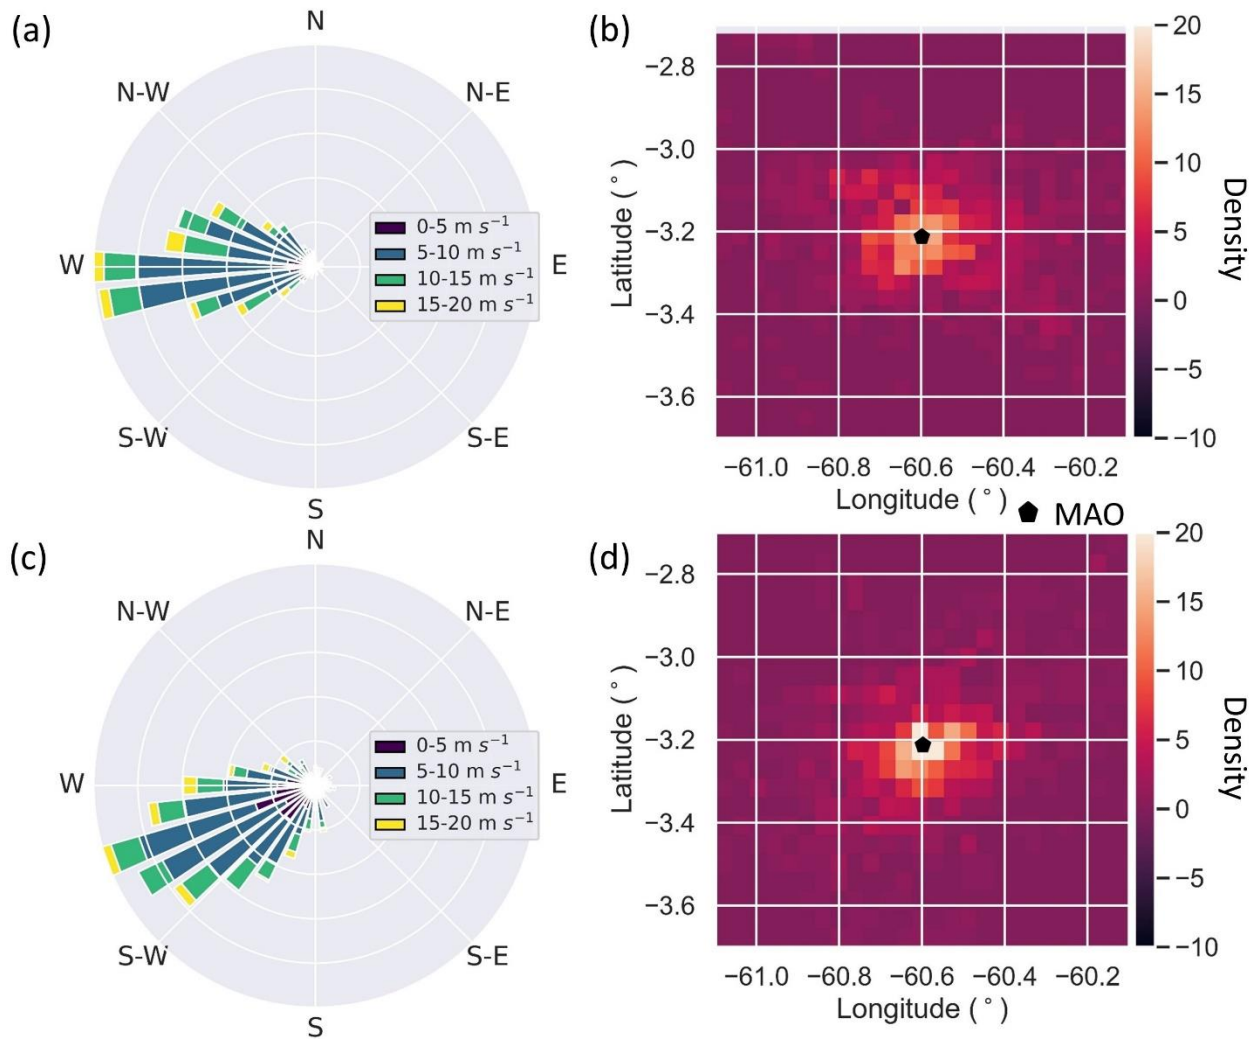 (a)
N
N-W
N-E
W
E
0-5 m s⁻¹
5-10 m s⁻¹
10-15 m s⁻¹
15-20 m s⁻¹
S-W
S-E
S
(b)
−2.8
−3.0
−3.2
−3.4
−3.6
Latitude (°)
−61.0 −60.8 −60.6 −60.4 −60.2
Longitude (°)
20
15
10
5
0
−5
−10
Density
MAO
(c)
N
N-W
N-E
W
E
0-5 m s⁻¹
5-10 m s⁻¹
10-15 m s⁻¹
15-20 m s⁻¹
S-W
S-E
S
(d)
−2.8
−3.0
−3.2
−3.4
−3.6
Latitude (°)
−61.0 −60.8 −60.6 −60.4 −60.2
Longitude (°)
20
15
10
5
0
−5
−10
Density